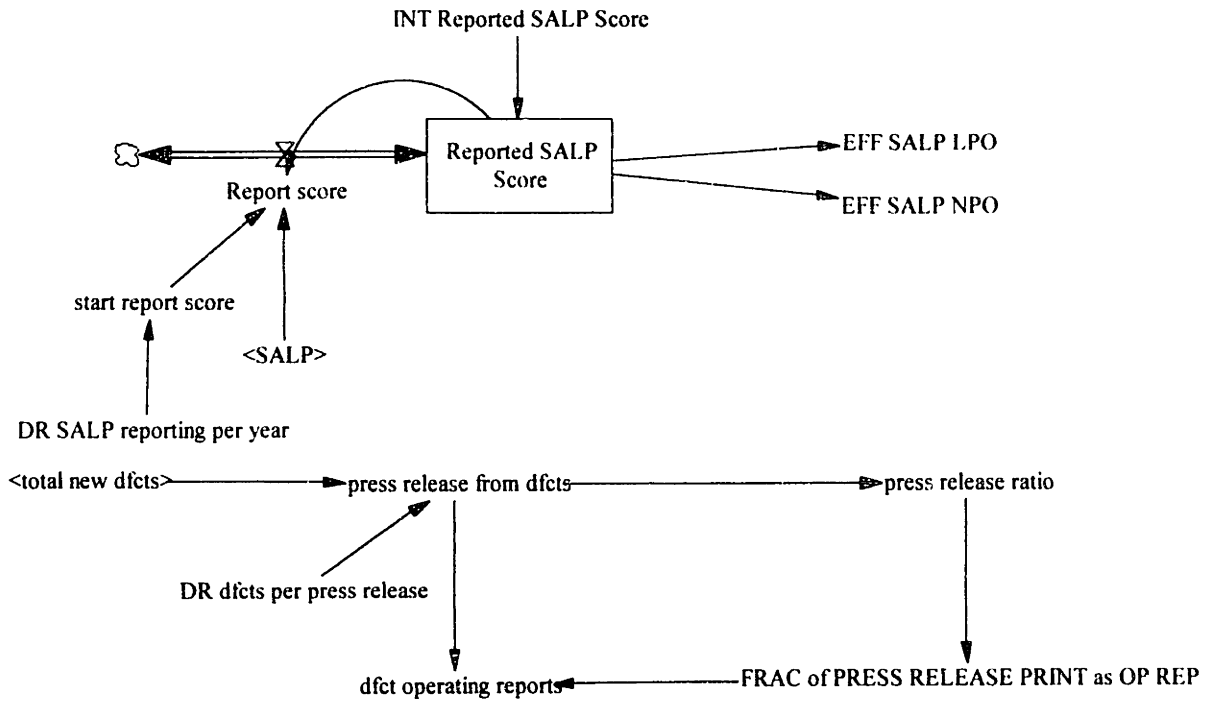 INT Reported SALP Score
Reported SALP
Score
EFF SALP LPO
EFF SALP NPO
Report score
start report score
<SALP>
DR SALP reporting per year
<total new dfcts>
press release from dfcts
press release ratio
DR dfcts per press release
dfct operating reports
FRAC of PRESS RELEASE PRINT as OP REP